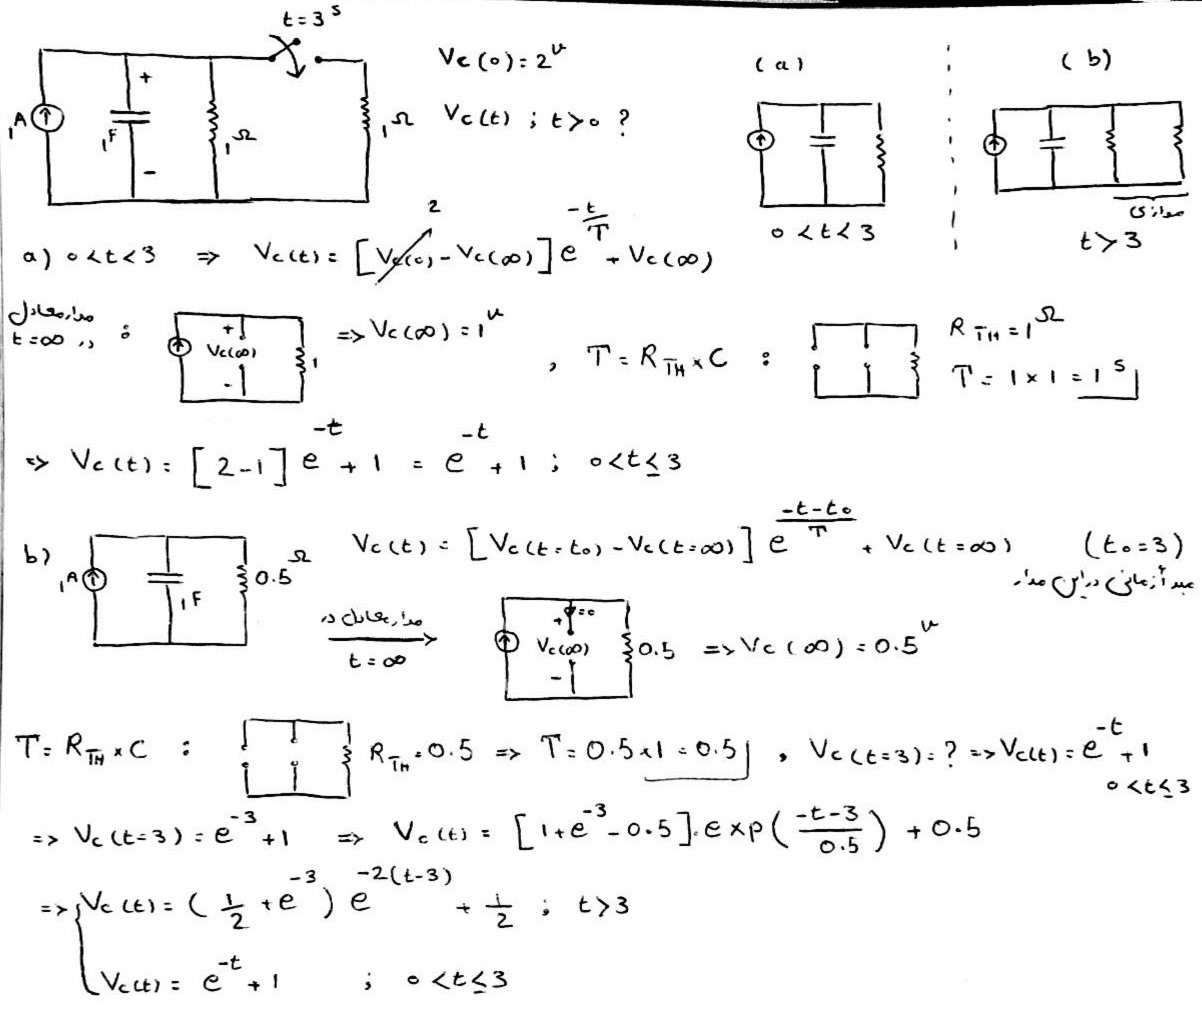 t=3 s
Vc(0)=2 v
Vc(t) ; t>0 ?
1 A
1 F
1 Ω
1 Ω
+
-
(a)
0<t<3
(b)
موازی
t>3
a) 0<t<3 ⇒ Vc(t) = [Vc(0) 2 - Vc(∞)] e^(-t/T) + Vc(∞)
مدار معادل
در t=∞ :
+ Vc(∞) - 1
⇒ Vc(∞) = 1 v , T = R_TH × C :
R_TH = 1 Ω
T = 1 × 1 = 1 s
⇒ Vc(t) = [2-1] e^(-t) + 1 = e^(-t) + 1 ; 0<t≤3
b)
1 A
1 F
0.5 Ω
Vc(t) = [Vc(t=t0) - Vc(t=∞)] e^(-t-t0/T) + Vc(t=∞) (t0=3)
مبدأ زمانی در این مدار
مدار معادل در
t=∞
i=0
+ Vc(∞) - 0.5 ⇒ Vc(∞) = 0.5 v
T = R_TH × C : R_TH = 0.5 ⇒ T = 0.5×1 = 0.5 , Vc(t=3) = ? ⇒ Vc(t) = e^(-t) + 1
0<t≤3
⇒ Vc(t=3) = e^(-3) + 1 ⇒ Vc(t) = [1+e^(-3) - 0.5].exp(-t-3/0.5) + 0.5
⇒ Vc(t) = (1/2 + e^(-3)) e^(-2(t-3)) + 1/2 ; t>3
Vc(t) = e^(-t) + 1 ; 0<t≤3